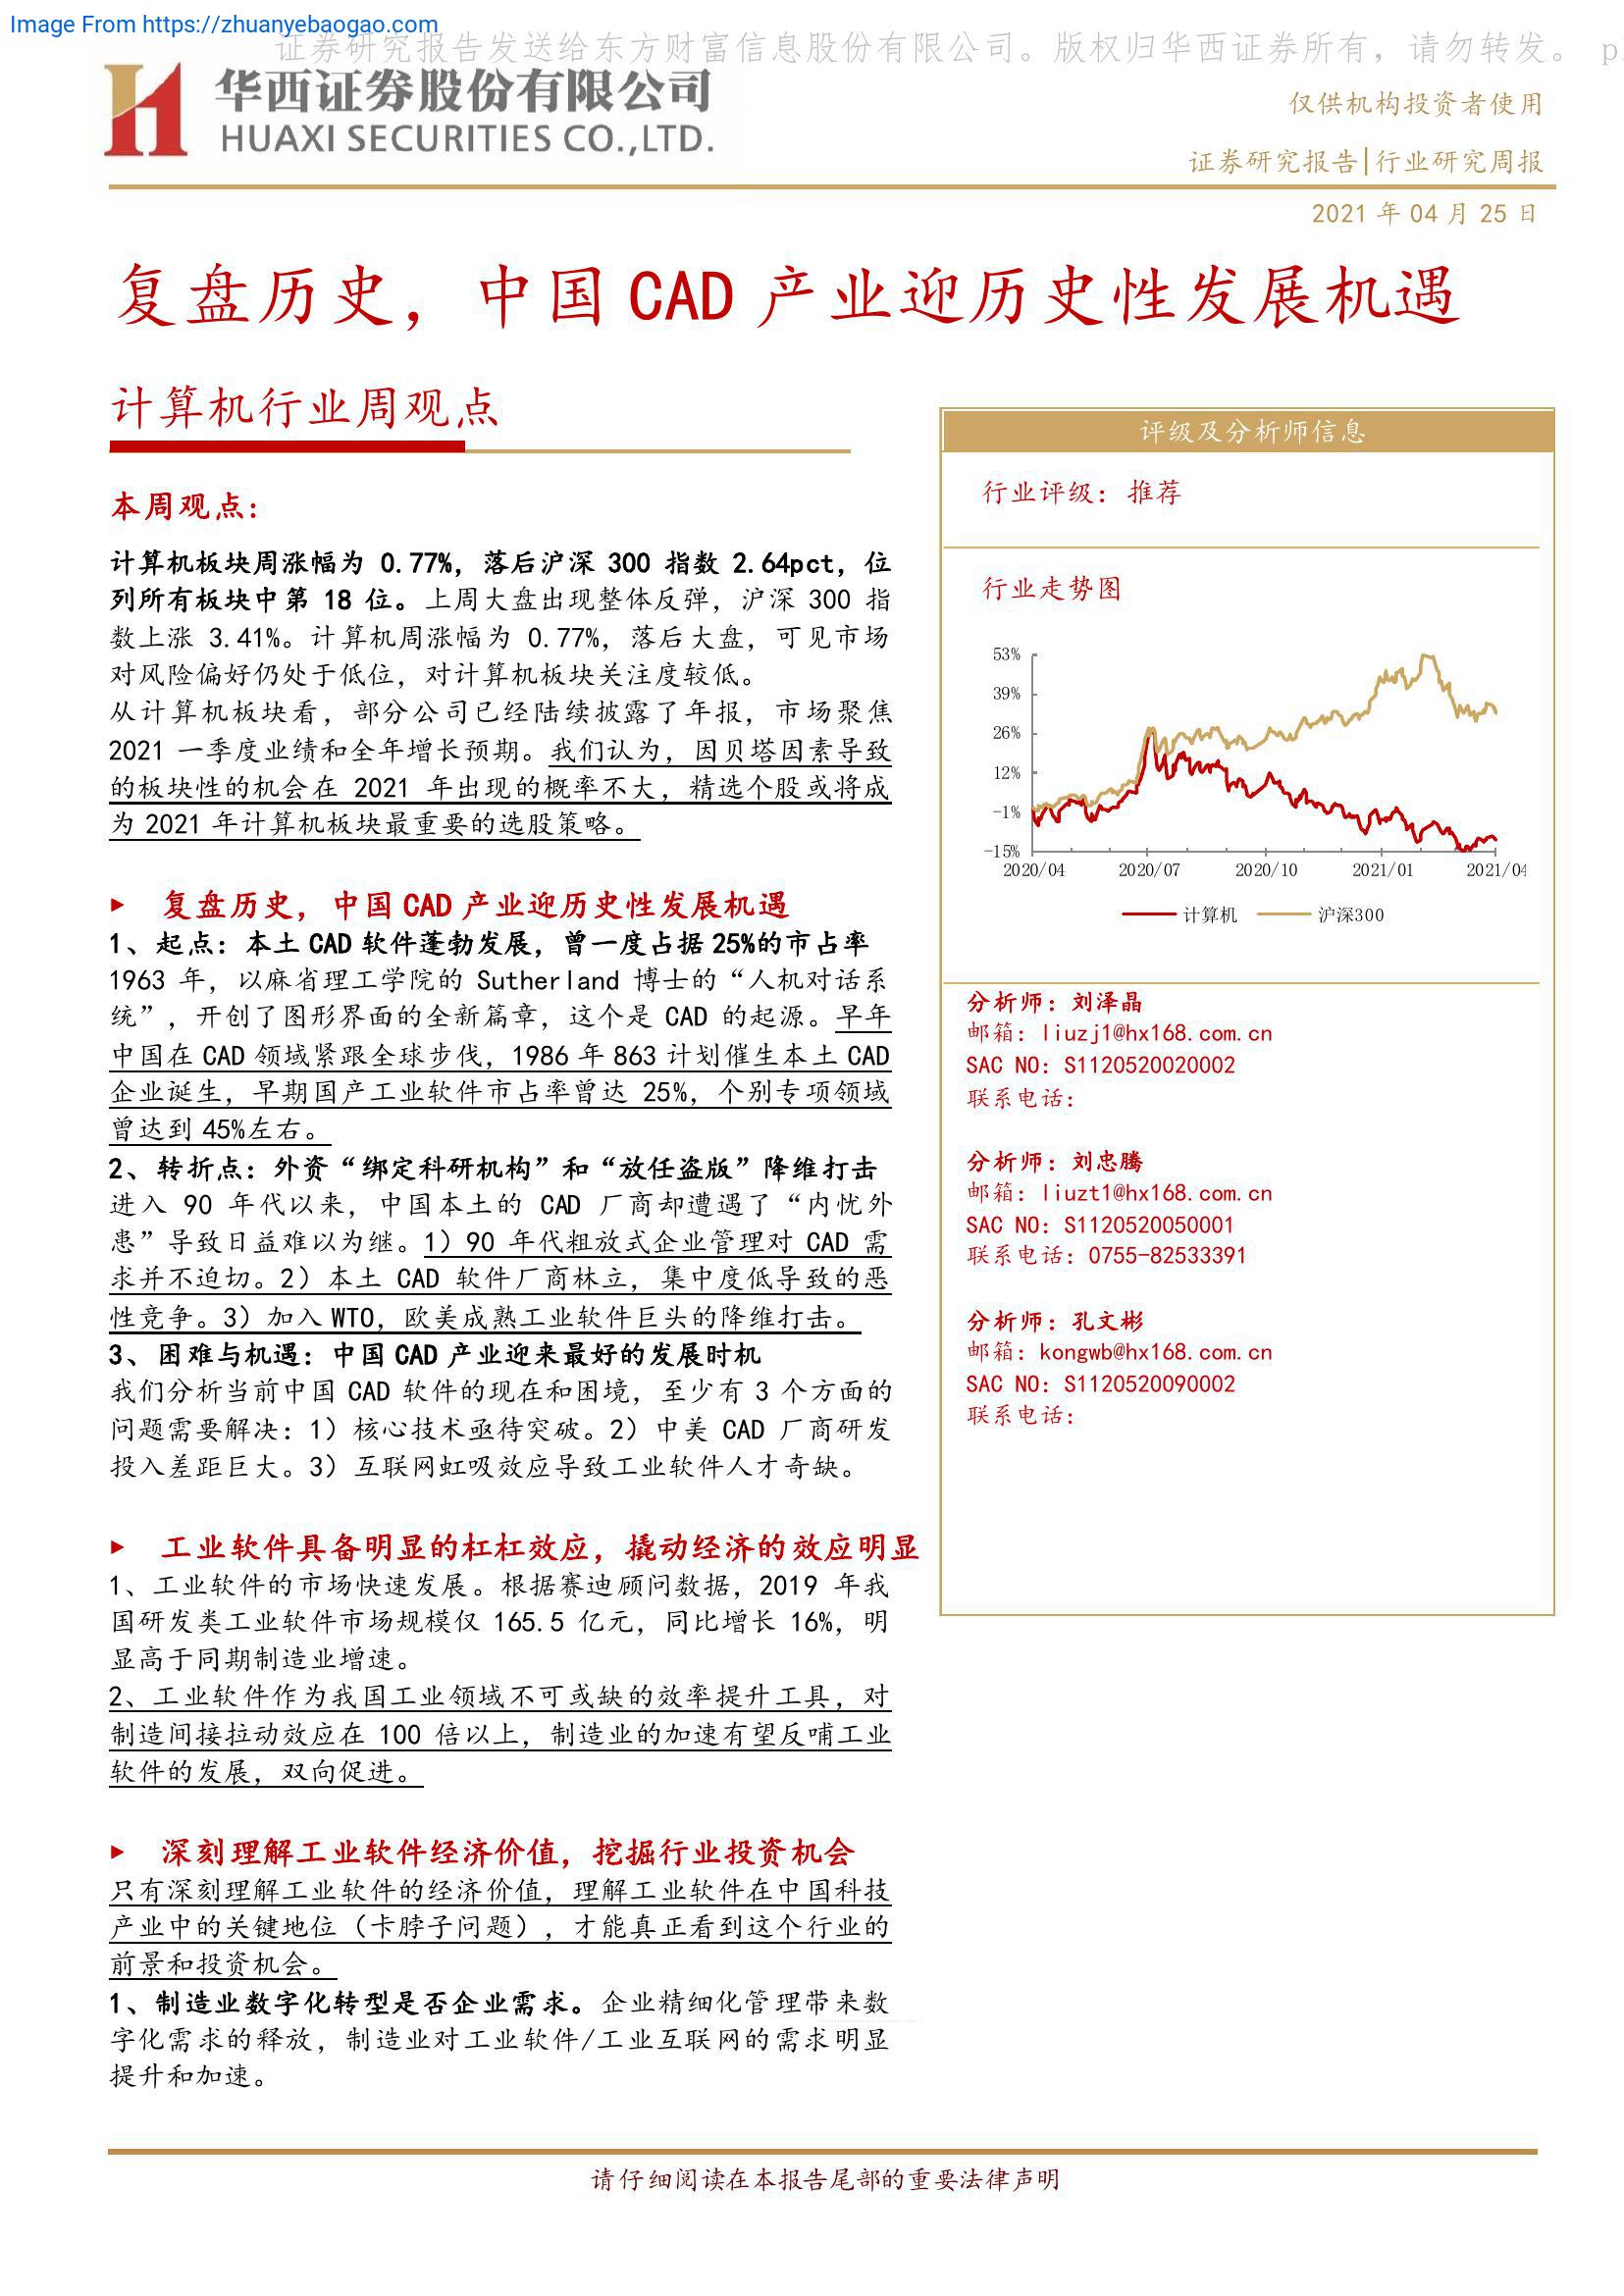 Image From https://zhuanyebaogao.com
证券研究报告发送给东方财富信息股份有限公司。版权归华西证券所有，请勿转发。 p
华西证券股份有限公司
HUAXI SECURITIES CO.,LTD.
仅供机构投资者使用
证券研究报告|行业研究周报
2021 年 04 月 25 日
复盘历史，中国 CAD 产业迎历史性发展机遇
计算机行业周观点
本周观点：
计算机板块周涨幅为 0.77%，落后沪深 300 指数 2.64pct，位
列所有板块中第 18 位。上周大盘出现整体反弹，沪深 300 指
数上涨 3.41%。计算机周涨幅为 0.77%，落后大盘，可见市场
对风险偏好仍处于低位，对计算机板块关注度较低。
从计算机板块看，部分公司已经陆续披露了年报，市场聚焦
2021 一季度业绩和全年增长预期。我们认为，因贝塔因素导致
的板块性的机会在 2021 年出现的概率不大，精选个股或将成
为 2021 年计算机板块最重要的选股策略。
► 复盘历史，中国 CAD 产业迎历史性发展机遇
1、起点：本土 CAD 软件蓬勃发展，曾一度占据 25%的市占率
1963 年，以麻省理工学院的 Sutherland 博士的“人机对话系
统”，开创了图形界面的全新篇章，这个是 CAD 的起源。早年
中国在 CAD 领域紧跟全球步伐，1986 年 863 计划催生本土 CAD
企业诞生，早期国产工业软件市占率曾达 25%，个别专项领域
曾达到 45%左右。
2、转折点：外资“绑定科研机构”和“放任盗版”降维打击
进入 90 年代以来，中国本土的 CAD 厂商却遭遇了“内忧外
患”导致日益难以为继。1）90 年代粗放式企业管理对 CAD 需
求并不迫切。2）本土 CAD 软件厂商林立，集中度低导致的恶
性竞争。3）加入 WTO，欧美成熟工业软件巨头的降维打击。
3、困难与机遇：中国 CAD 产业迎来最好的发展时机
我们分析当前中国 CAD 软件的现在和困境，至少有 3 个方面的
问题需要解决：1）核心技术亟待突破。2）中美 CAD 厂商研发
投入差距巨大。3）互联网虹吸效应导致工业软件人才奇缺。
► 工业软件具备明显的杠杠效应，撬动经济的效应明显
1、工业软件的市场快速发展。根据赛迪顾问数据，2019 年我
国研发类工业软件市场规模仅 165.5 亿元，同比增长 16%，明
显高于同期制造业增速。
2、工业软件作为我国工业领域不可或缺的效率提升工具，对
制造间接拉动效应在 100 倍以上，制造业的加速有望反哺工业
软件的发展，双向促进。
► 深刻理解工业软件经济价值，挖掘行业投资机会
只有深刻理解工业软件的经济价值，理解工业软件在中国科技
产业中的关键地位（卡脖子问题），才能真正看到这个行业的
前景和投资机会。
1、制造业数字化转型是否企业需求。企业精细化管理带来数
字化需求的释放，制造业对工业软件/工业互联网的需求明显
提升和加速。
评级及分析师信息
行业评级：推荐
行业走势图
53%
39%
26%
12%
-1%
-15%
2020/04 2020/07 2020/10 2021/01 2021/04
计算机 沪深300
分析师：刘泽晶
邮箱：liuzj1@hx168.com.cn
SAC NO：S1120520020002
联系电话：
分析师：刘忠腾
邮箱：liuzt1@hx168.com.cn
SAC NO：S1120520050001
联系电话：0755-82533391
分析师：孔文彬
邮箱：kongwb@hx168.com.cn
SAC NO：S1120520090002
联系电话：
请仔细阅读在本报告尾部的重要法律声明